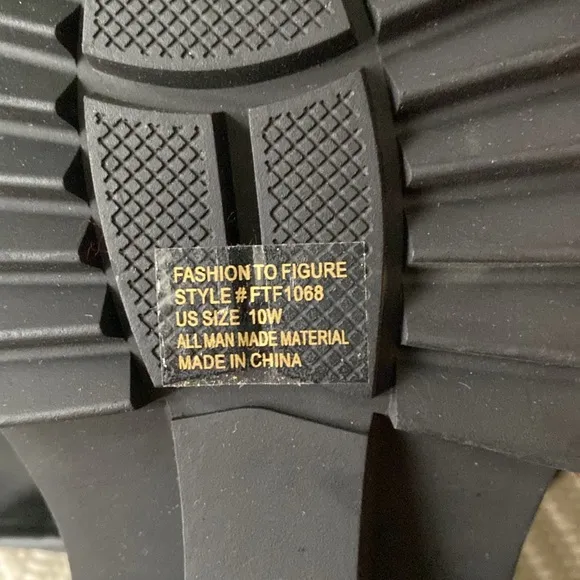 FASHION TO FIGURE
STYLE # FTF1068
US SIZE 10W
ALL MAN MADE MATERIAL
MADE IN CHINA